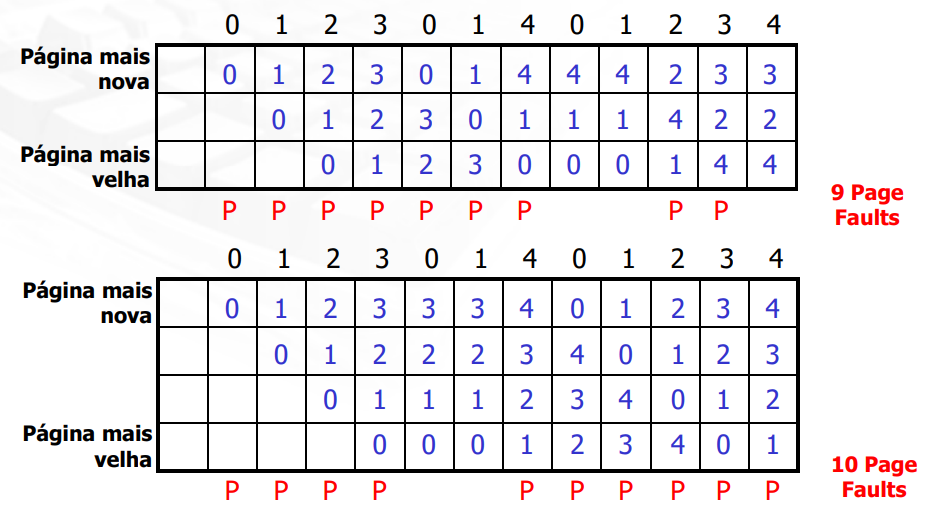 0 1 2 3 0 1 4 0 1 2 3 4
Página mais
nova
0 1 2 3 0 1 4 4 4 2 3 3
0 1 2 3 0 1 1 1 4 2 2
Página mais
velha
0 1 2 3 0 0 0 1 4 4
P P P P P P P P P
9 Page
Faults
0 1 2 3 0 1 4 0 1 2 3 4
Página mais
nova
0 1 2 3 3 3 4 0 1 2 3 4
0 1 2 2 2 3 4 0 1 2 3
0 1 1 1 2 3 4 0 1 2
Página mais
velha
0 0 0 1 2 3 4 0 1
P P P P P P P P P P
10 Page
Faults